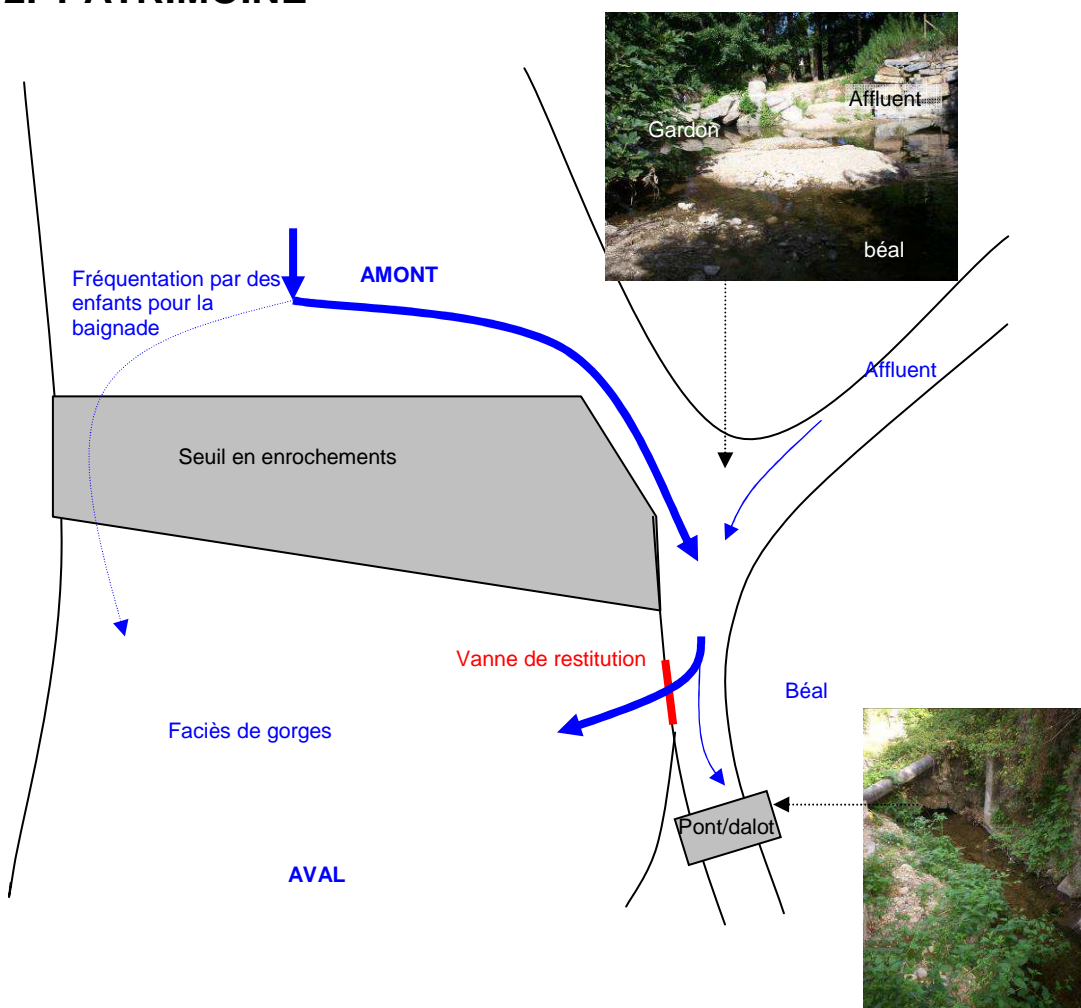 2. PATRIMOINE
Affluent
Gardon
béal
Fréquentation par des
enfants pour la
baignade
AMONT
Affluent
Seuil en enrochements
Vanne de restitution
Béal
Faciès de gorges
Pont/dalot
AVAL